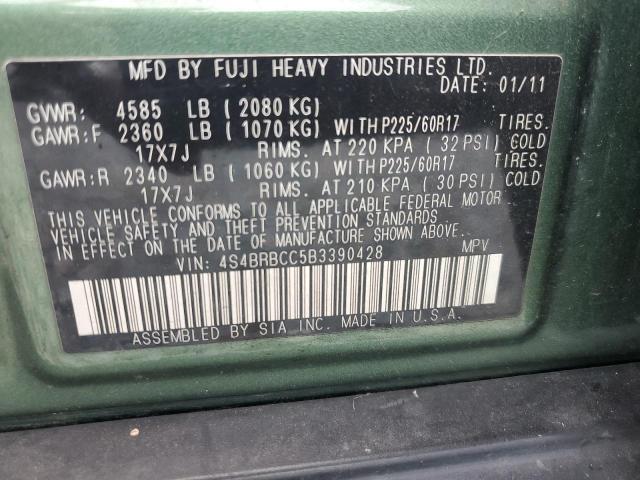 MFD BY FUJI HEAVY INDUSTRIES LTD.
DATE: 01/11
GVWR: 4585 LB (2080 KG)
GAWR:F 2360 LB (1070 KG) WITH P225/60R17 TIRES.
17X7J RIMS. AT 220 KPA (32 PSI) COLD
GAWR:R 2340 LB (1060 KG) WITH P225/60R17 TIRES.
17X7J RIMS. AT 210 KPA (30 PSI) COLD
THIS VEHICLE CONFORMS TO ALL APPLICABLE FEDERAL MOTOR
VEHICLE SAFETY AND THEFT PREVENTION STANDARDS
IN EFFECT ON THE DATE OF MANUFACTURE SHOWN ABOVE.
VIN: 4S4BRBCC5B3390428 MPV
ASSEMBLED BY SIA INC. MADE IN U.S.A.